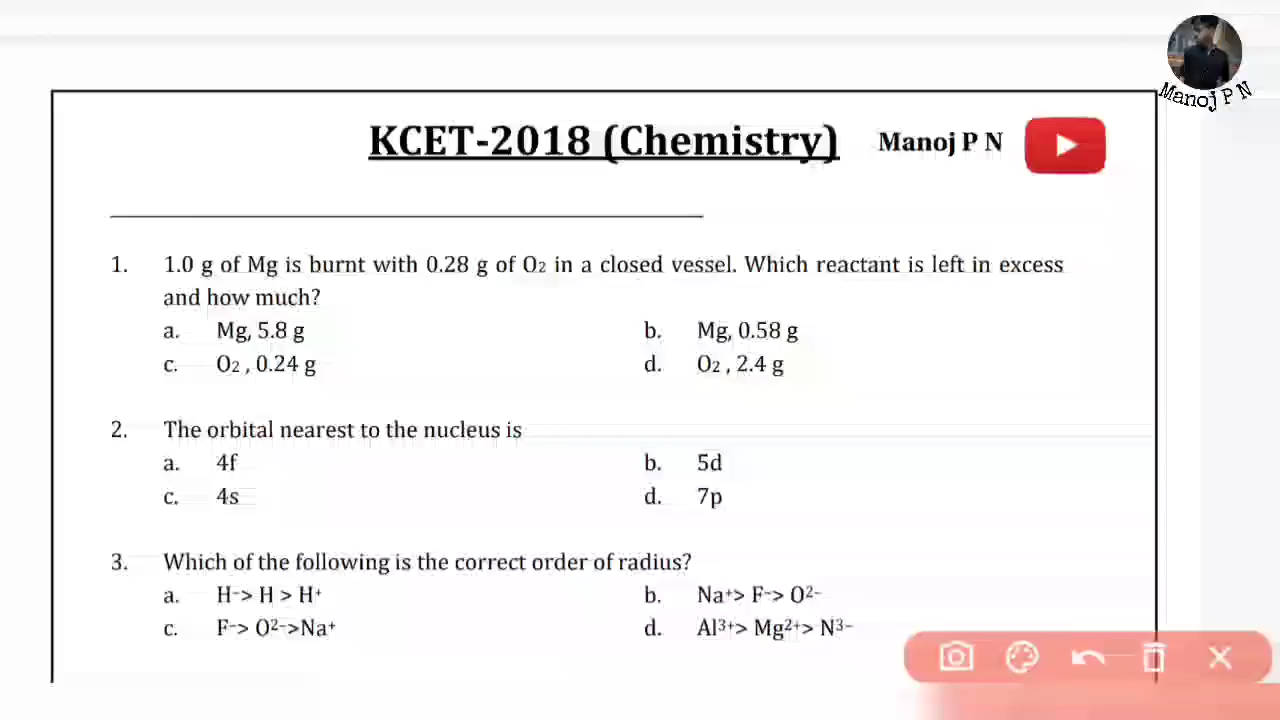 Manoj P N
KCET-2018 (Chemistry) Manoj P N
1. 1.0 g of Mg is burnt with 0.28 g of O₂ in a closed vessel. Which reactant is left in excess
and how much?
a. Mg, 5.8 g b. Mg, 0.58 g
c. O₂ , 0.24 g d. O₂ , 2.4 g
2. The orbital nearest to the nucleus is
a. 4f b. 5d
c. 4s d. 7p
3. Which of the following is the correct order of radius?
a. H⁻> H > H⁺ b. Na⁺> F⁻> O²⁻
c. F⁻> O²⁻>Na⁺ d. Al³⁺> Mg²⁺> N³⁻